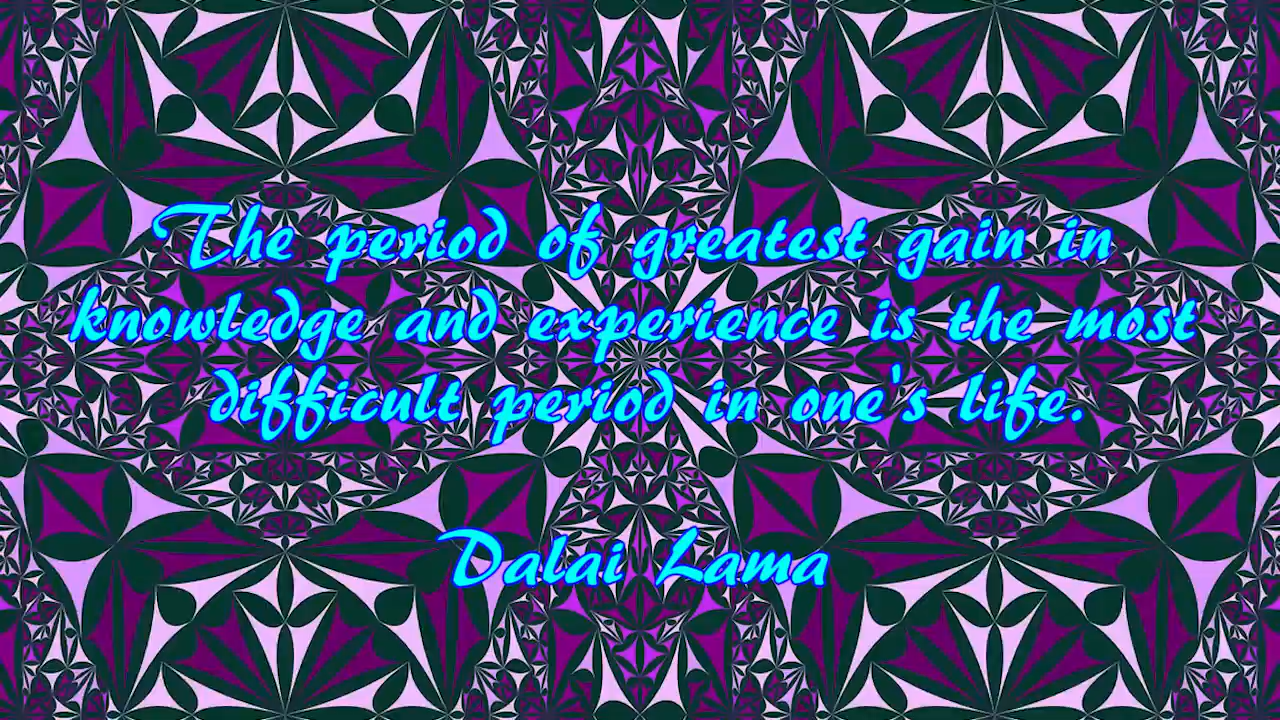 The period of greatest gain in
knowledge and experience is the most
difficult period in one's life.
Dalai Lama